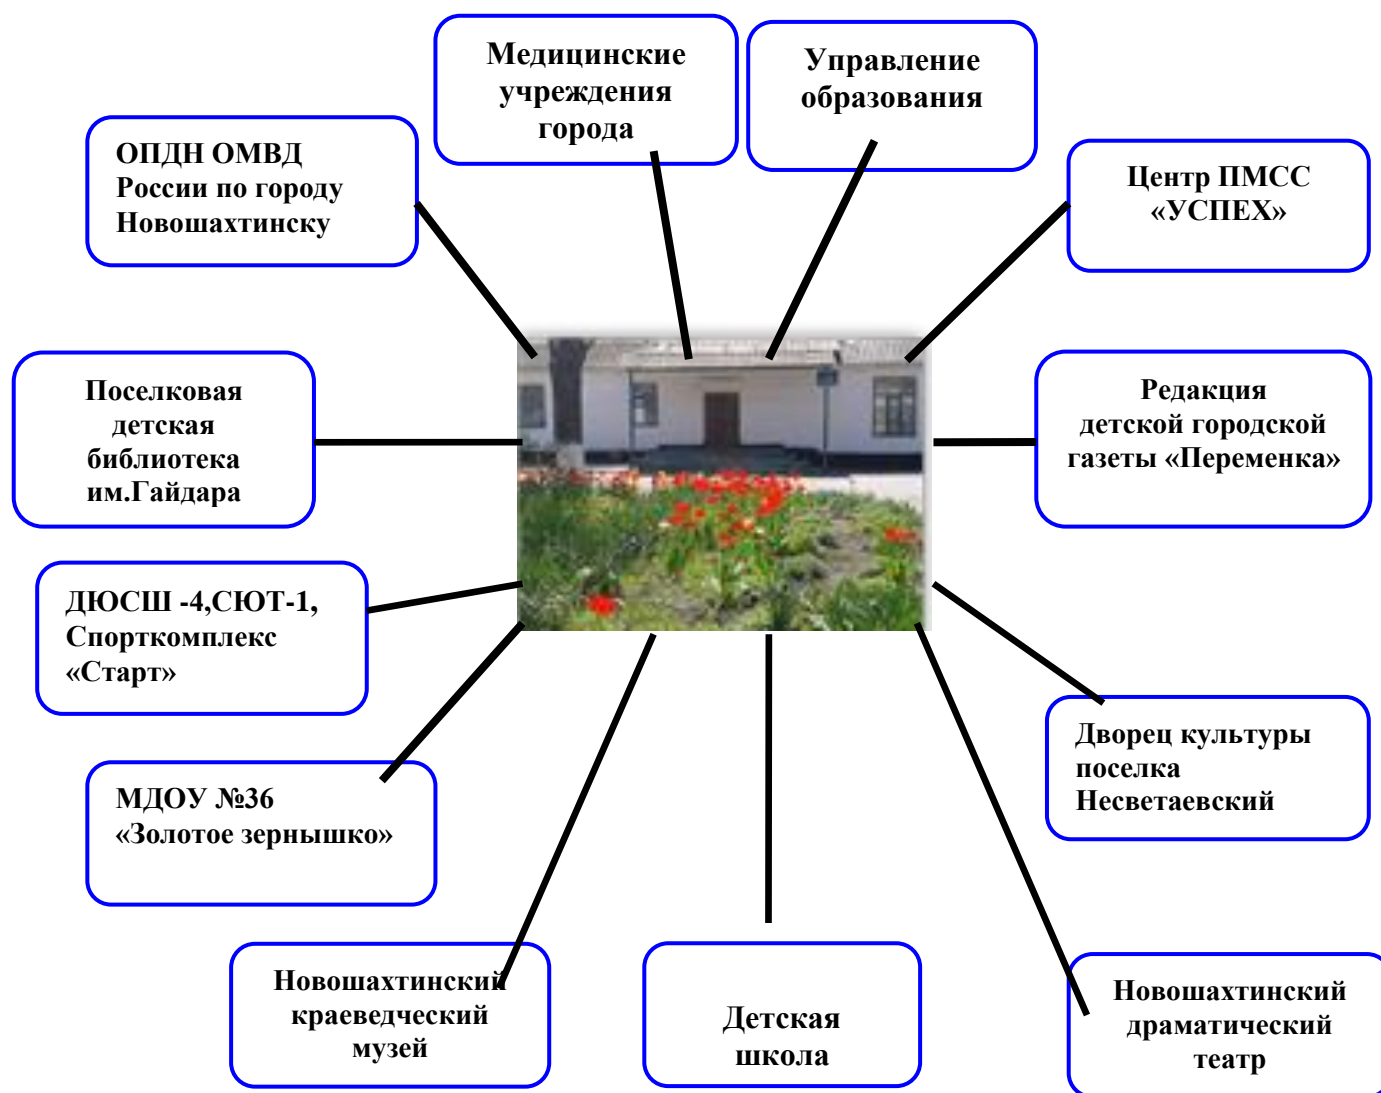 Медицинские
учреждения
города
Управление
образования
ОПДН ОМВД
России по городу
Новошахтинску
Центр ПМСС
«УСПЕХ»
Поселковая
детская
библиотека
им.Гайдара
Редакция
детской городской
газеты «Переменка»
ДЮСШ -4,СЮТ-1,
Спорткомплекс
«Старт»
Дворец культуры
поселка
Несветаевский
МДОУ №36
«Золотое зернышко»
Новошахтинский
краеведческий
музей
Детская
школа
Новошахтинский
драматический
театр